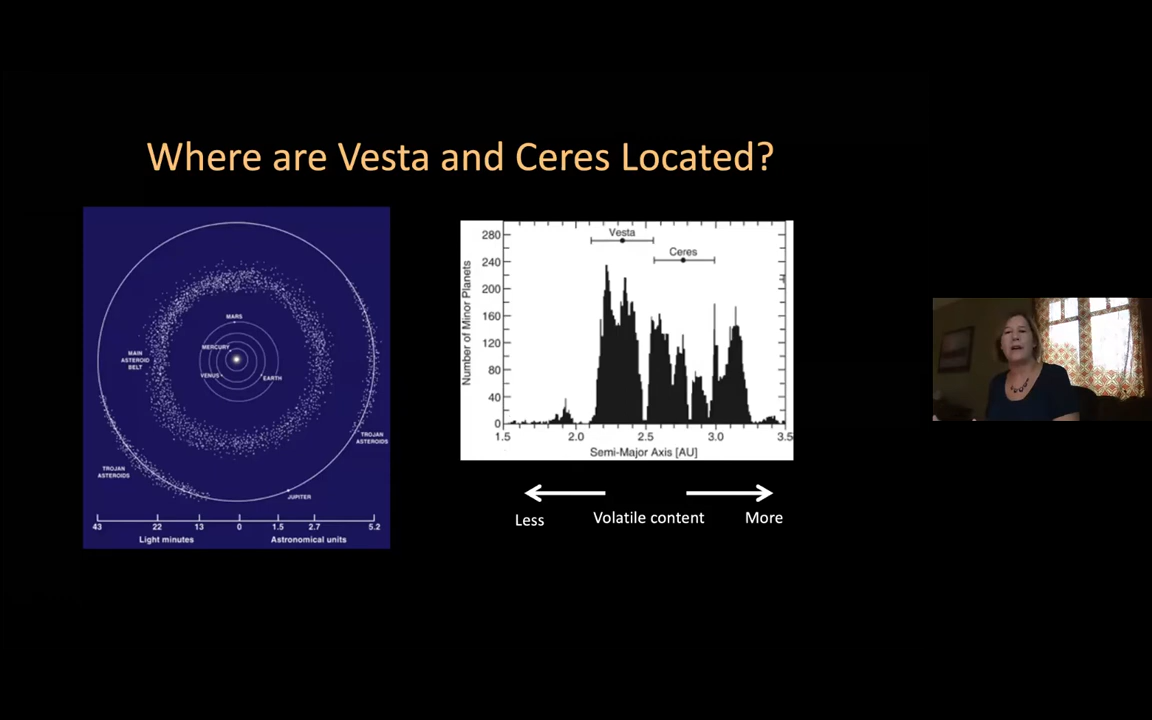 Where are Vesta and Ceres Located?
MARS
MERCURY
MAIN
ASTEROID
BELT
VENUS
EARTH
TROJAN
ASTEROIDS
TROJAN
ASTEROIDS
JUPITER
43 22 13 0 1.5 2.7 5.2
Light minutes Astronomical units
Number of Minor Planets
280
240
200
160
120
80
40
0
Vesta
Ceres
1.5 2.0 2.5 3.0 3.5
Semi-Major Axis [AU]
Less Volatile content More